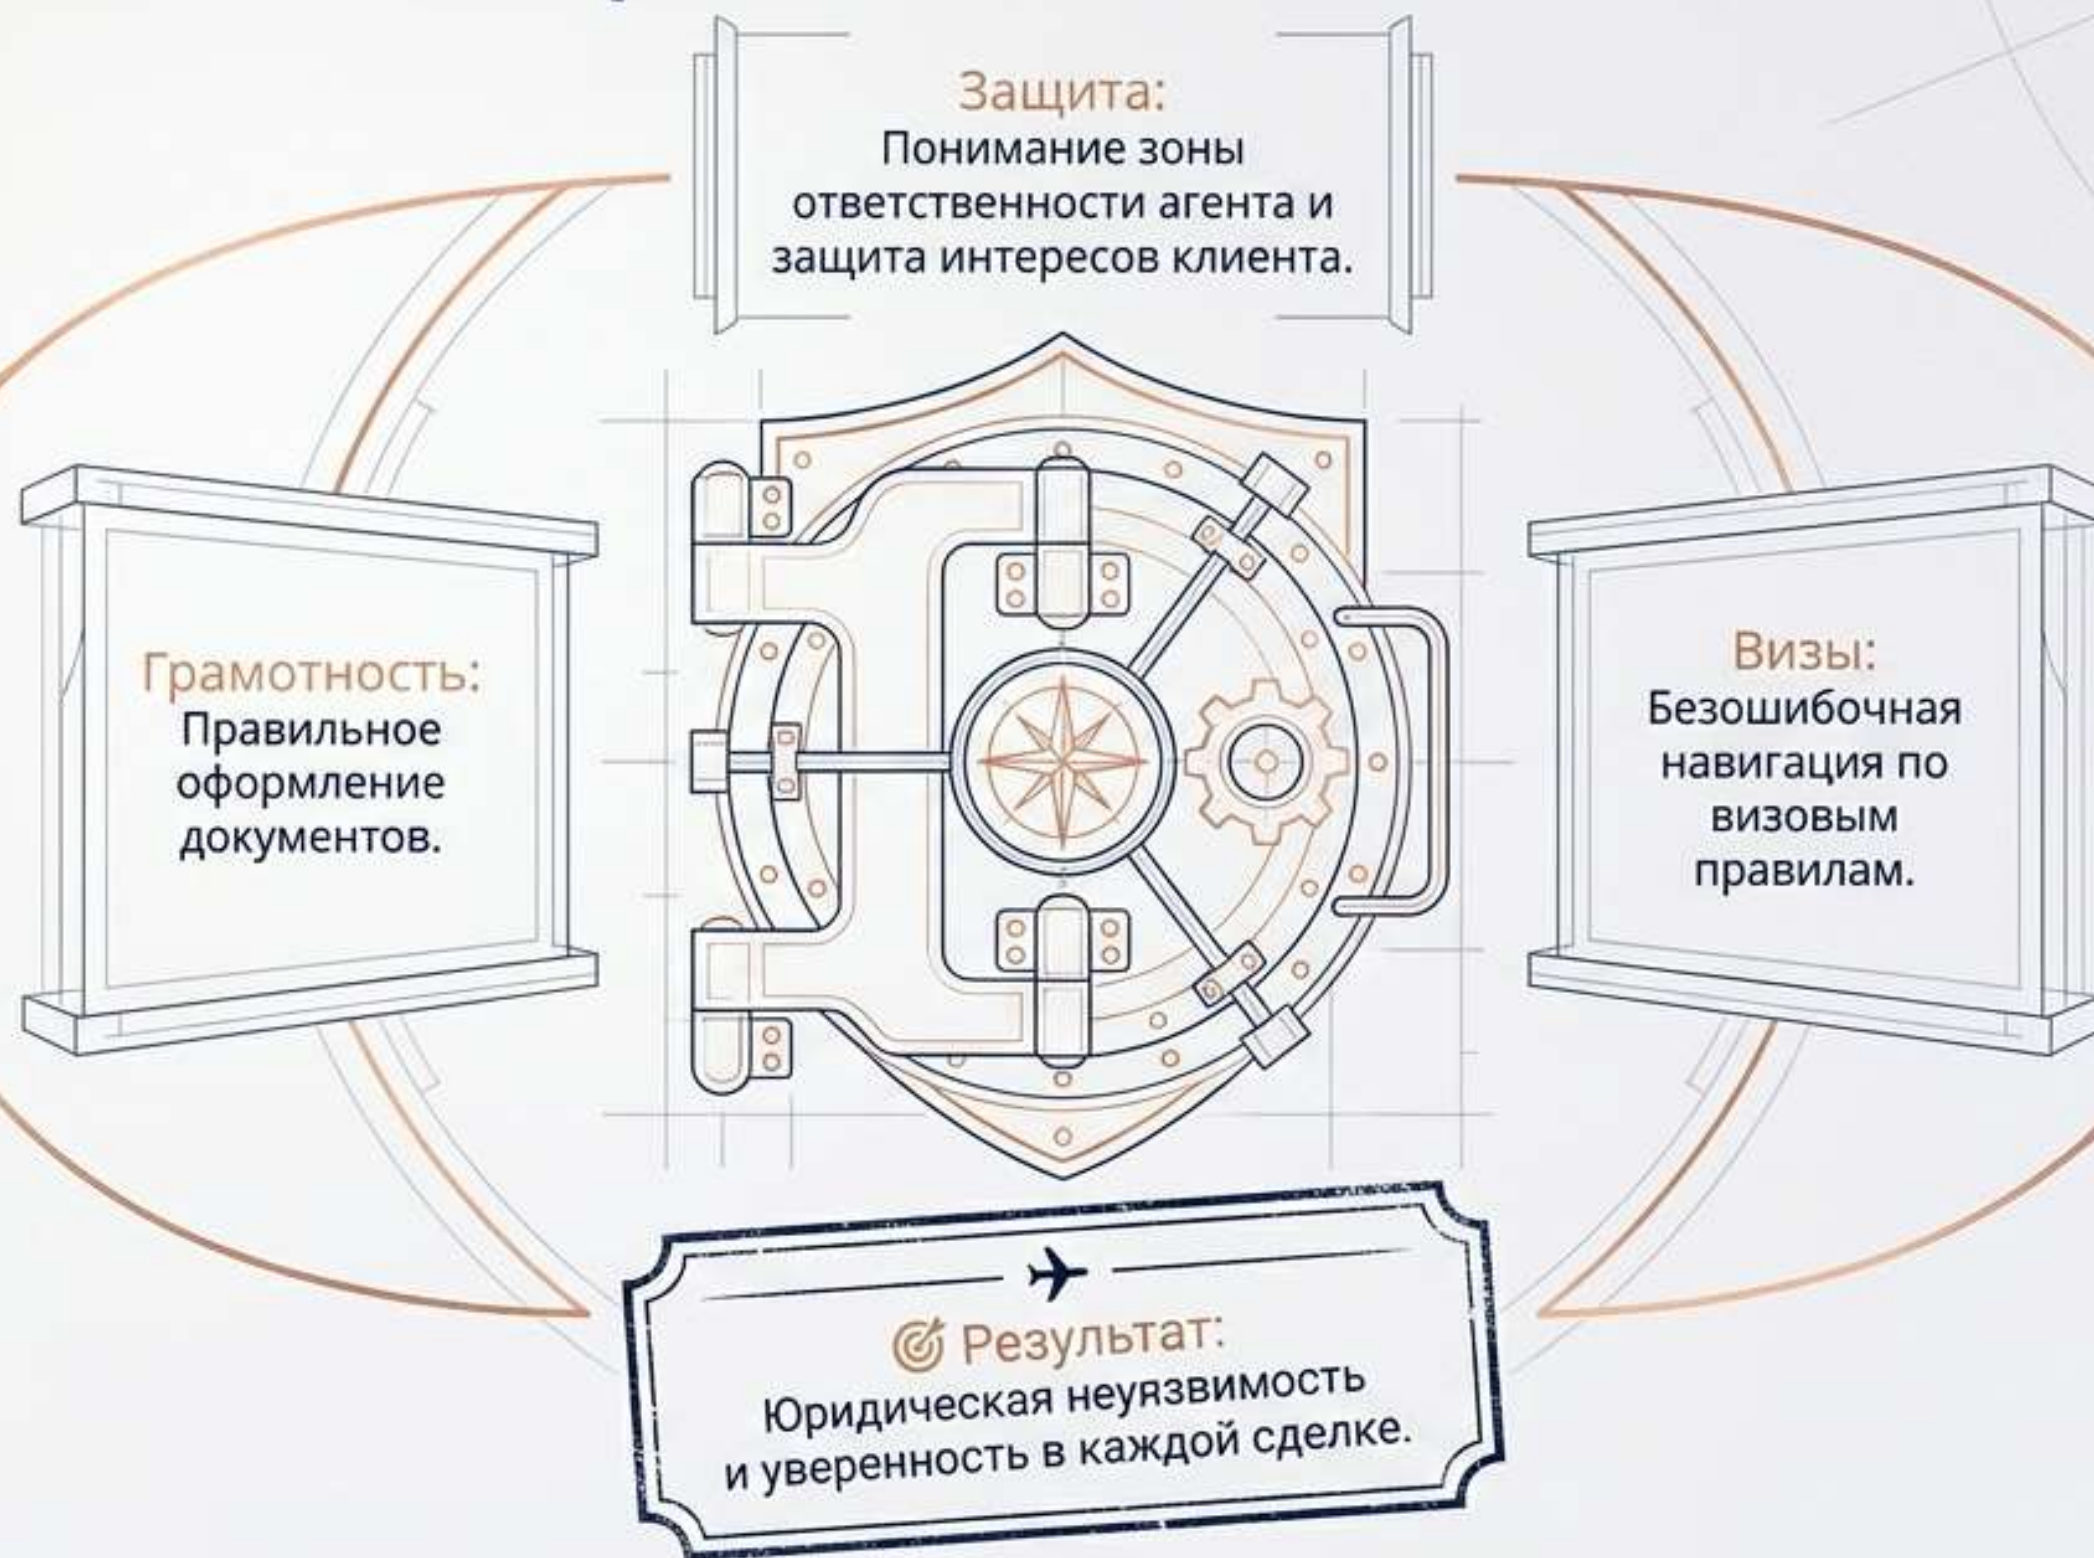 Защита:
Понимание зоны
ответственности агента и
защита интересов клиента.
Грамотность:
Правильное
оформление
документов.
Визы:
Безошибочная
навигация по
визовым
правилам.
Результат:
Юридическая неуязвимость
и уверенность в каждой сделке.